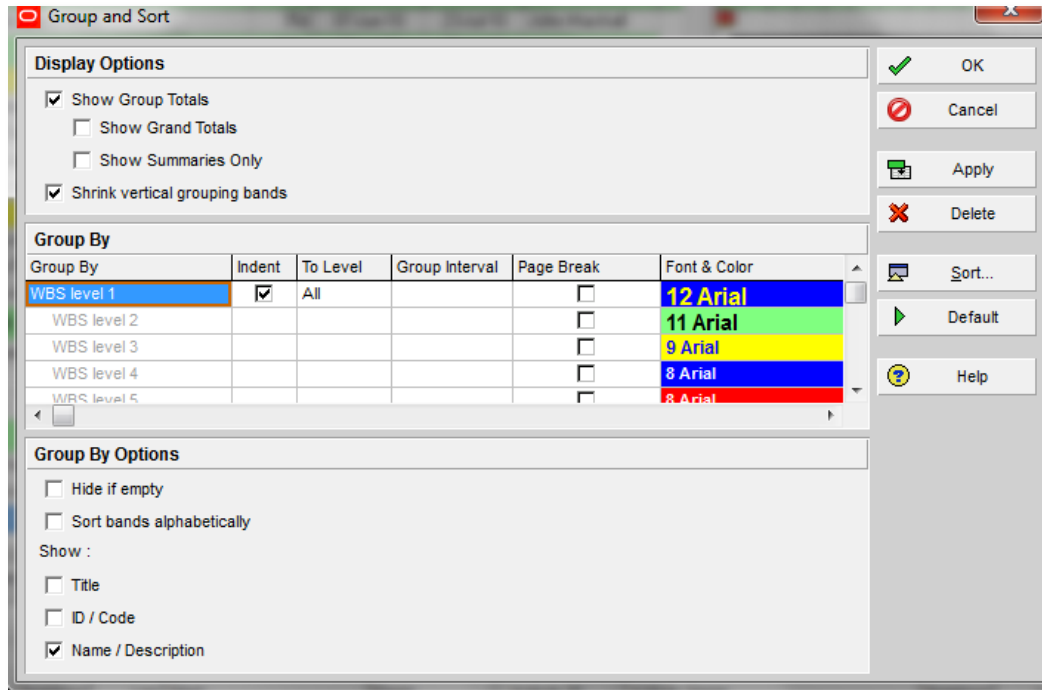 Group and Sort
Display Options
Show Group Totals
Show Grand Totals
Show Summaries Only
Shrink vertical grouping bands
Group By
Group By Indent To Level Group Interval Page Break Font & Color
WBS level 1 All 12 Arial
WBS level 2 11 Arial
WBS level 3 9 Arial
WBS level 4 8 Arial
WBS level 5 8 Arial
Group By Options
Hide if empty
Sort bands alphabetically
Show :
Title
ID / Code
Name / Description
OK
Cancel
Apply
Delete
Sort...
Default
Help